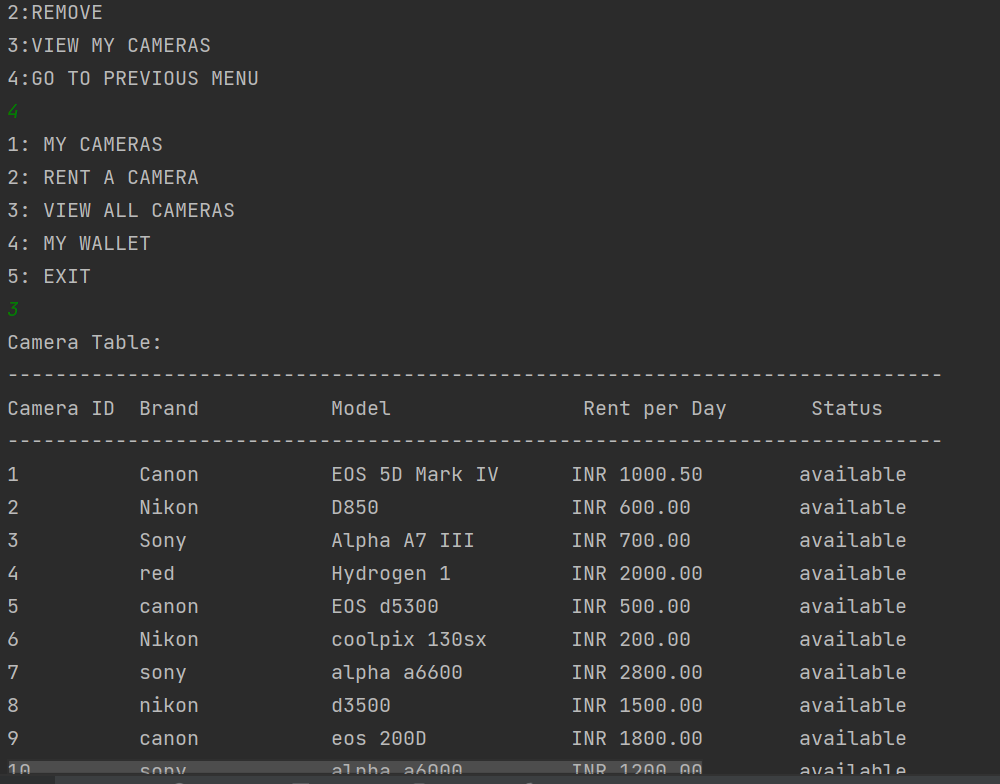 2:REMOVE
3:VIEW MY CAMERAS
4:GO TO PREVIOUS MENU
4
1: MY CAMERAS
2: RENT A CAMERA
3: VIEW ALL CAMERAS
4: MY WALLET
5: EXIT
3
Camera Table:
------------------------------------------------------------------------------
Camera ID  Brand           Model                Rent per Day       Status
------------------------------------------------------------------------------
1          Canon           EOS 5D Mark IV      INR 1000.50        available
2          Nikon           D850                INR 600.00         available
3          Sony            Alpha A7 III        INR 700.00         available
4          red             Hydrogen 1          INR 2000.00        available
5          canon           EOS d5300           INR 500.00         available
6          Nikon           coolpix 130sx       INR 200.00         available
7          sony            alpha a6600         INR 2800.00        available
8          nikon           d3500               INR 1500.00        available
9          canon           eos 200D            INR 1800.00        available
10         sony            alpha a6000         INR 1200.00        available